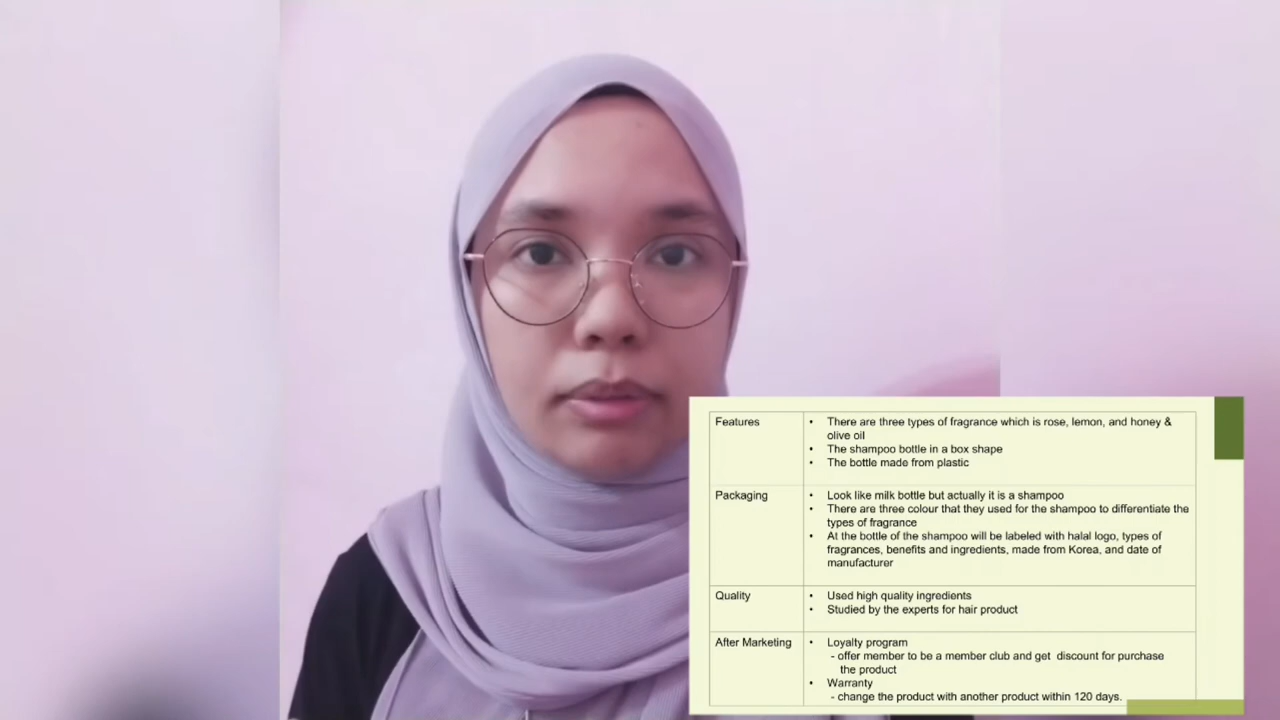 Features
• There are three types of fragrance which is rose, lemon, and honey &
olive oil
• The shampoo bottle in a box shape
• The bottle made from plastic
Packaging
• Look like milk bottle but actually it is a shampoo
• There are three colour that they used for the shampoo to differentiate the
types of fragrance
• At the bottle of the shampoo will be labeled with halal logo, types of
fragrances, benefits and ingredients, made from Korea, and date of
manufacturer
Quality
• Used high quality ingredients
• Studied by the experts for hair product
After Marketing
• Loyalty program
- offer member to be a member club and get discount for purchase
the product
• Warranty
- change the product with another product within 120 days.